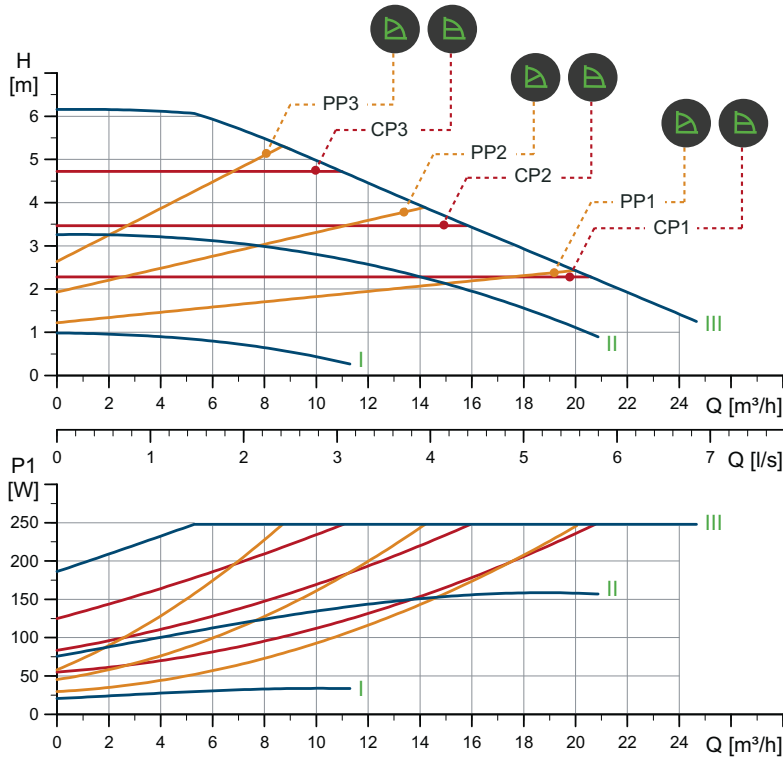 H
[m]
6
5
4
3
2
1
0
PP3
CP3
PP2
CP2
PP1
CP1
I
II
III
0 2 4 6 8 10 12 14 16 18 20 22 24 Q [m³/h]
0 1 2 3 4 5 6 7 Q [l/s]
P1
[W]
250
200
150
100
50
0
III
II
I
0 2 4 6 8 10 12 14 16 18 20 22 24 Q [m³/h]